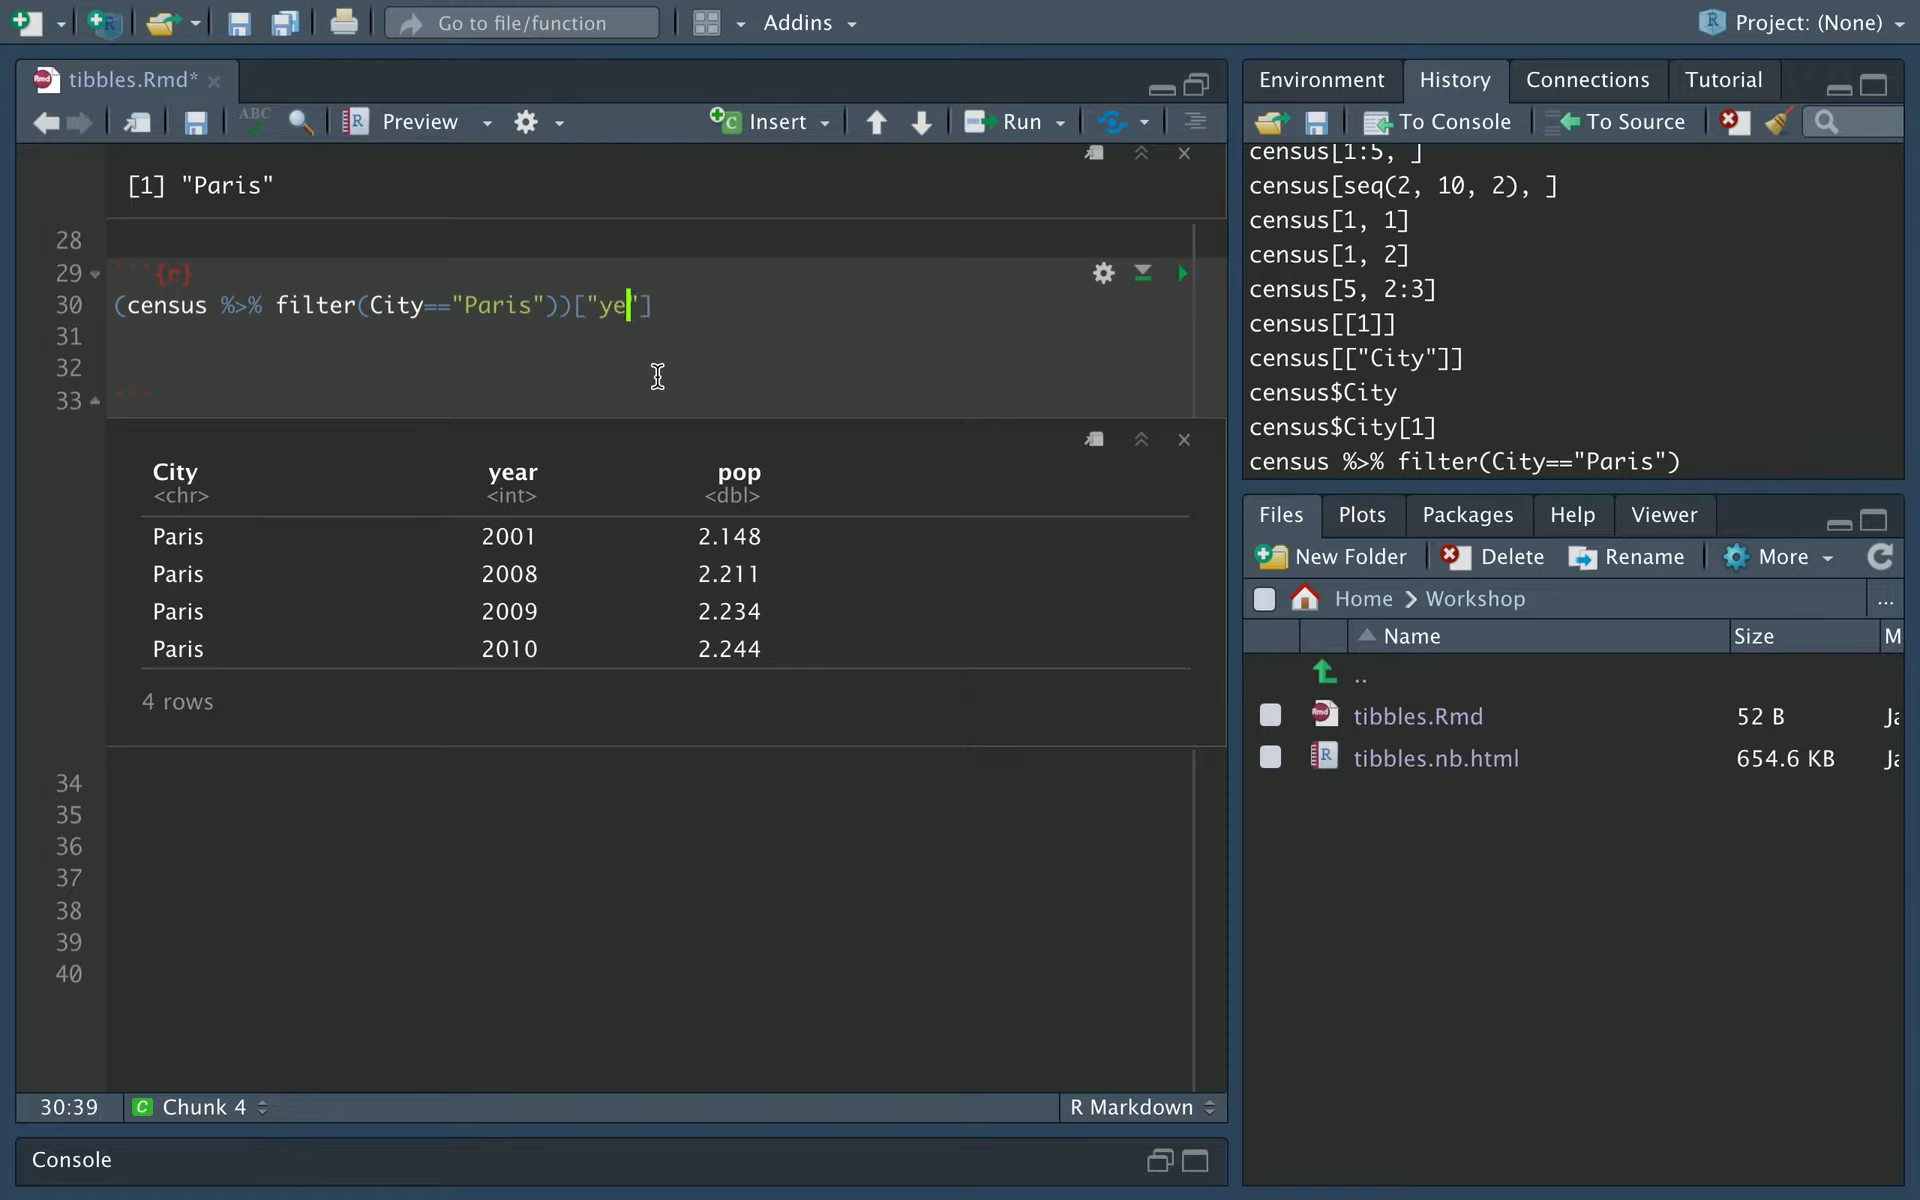 Go to file/function
Addins
Project: (None)
tibbles.Rmd*
ABC
Preview
Insert
Run
[1] "Paris"
28
29 ```{r}
30 (census %>% filter(City=="Paris"))["ye"]
31
32
33 ```
City year pop
<chr> <int> <dbl>
Paris 2001 2.148
Paris 2008 2.211
Paris 2009 2.234
Paris 2010 2.244
4 rows
34
35
36
37
38
39
40
30:39 Chunk 4 R Markdown
Console
Environment History Connections Tutorial
To Console To Source
census[1:5, ]
census[seq(2, 10, 2), ]
census[1, 1]
census[1, 2]
census[5, 2:3]
census[[1]]
census[["City"]]
census$City
census$City[1]
census %>% filter(City=="Paris")
Files Plots Packages Help Viewer
New Folder Delete Rename More
Home Workshop ...
Name Size M
..
tibbles.Rmd 52 B Ja
tibbles.nb.html 654.6 KB Ja